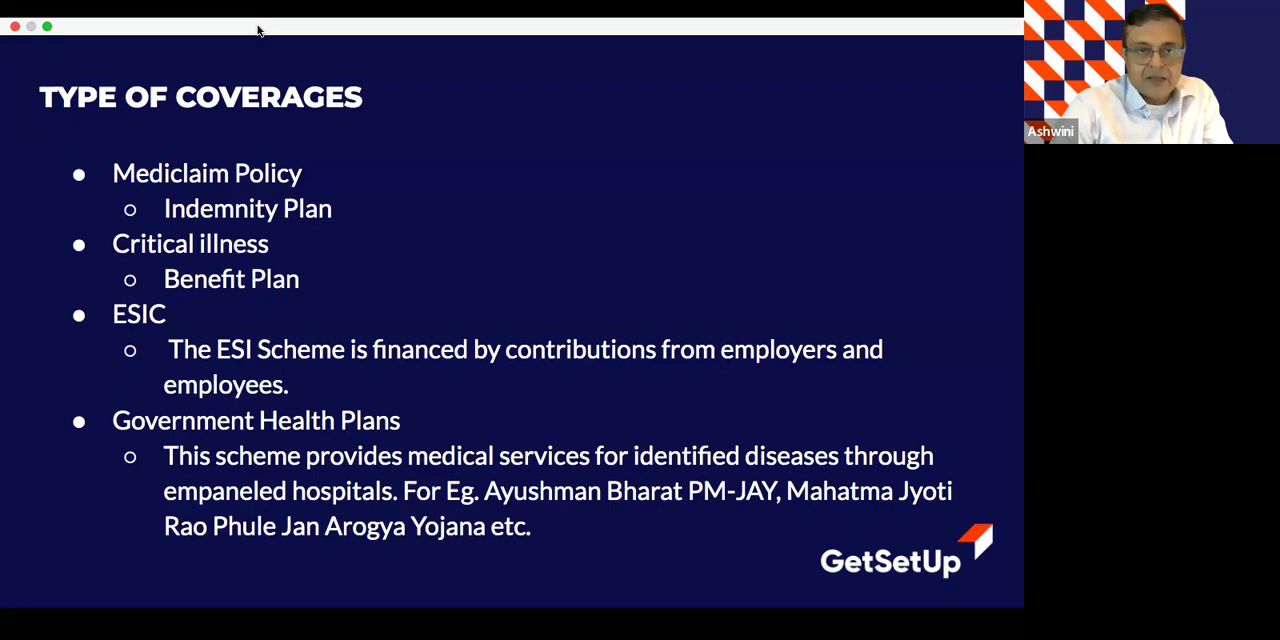 TYPE OF COVERAGES
● Mediclaim Policy
○ Indemnity Plan
● Critical illness
○ Benefit Plan
● ESIC
○ The ESI Scheme is financed by contributions from employers and
employees.
● Government Health Plans
○ This scheme provides medical services for identified diseases through
empaneled hospitals. For Eg. Ayushman Bharat PM-JAY, Mahatma Jyoti
Rao Phule Jan Arogya Yojana etc.
GetSetUp
Ashwini